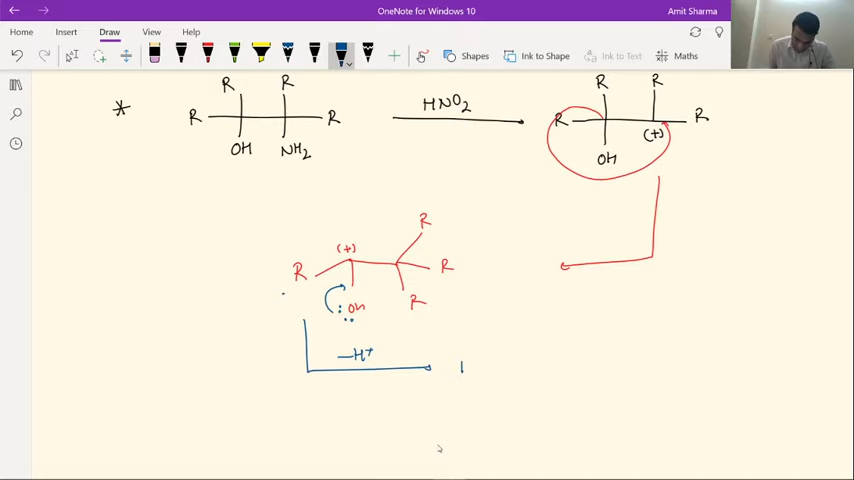 OneNote for Windows 10
Amit Sharma
Home Insert Draw View Help
Shapes Ink to Shape Ink to Text Maths
* R R R R OH NH2
HNO2
R R R R (+) OH
R (+) R R R OH
—H+